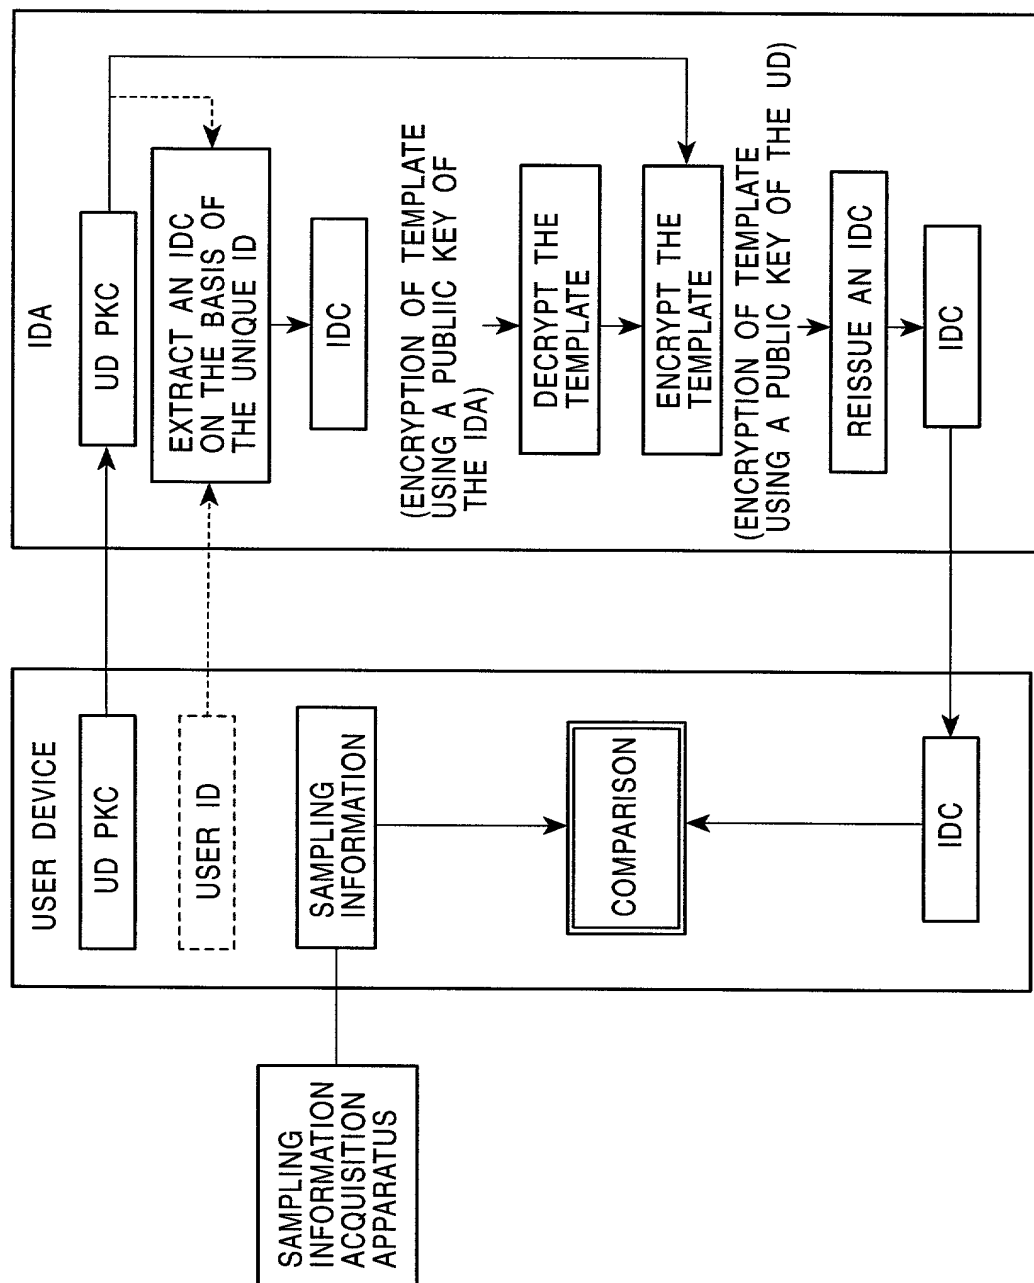 SAMPLING
INFORMATION
ACQUISITION
APPARATUS
USER DEVICE
UD PKC
USER ID
SAMPLING
INFORMATION
COMPARISON
IDC
IDA
UD PKC
EXTRACT AN IDC
ON THE BASIS OF
THE UNIQUE ID
IDC
(ENCRYPTION OF TEMPLATE
USING A PUBLIC KEY OF
THE IDA)
DECRYPT THE
TEMPLATE
ENCRYPT THE
TEMPLATE
(ENCRYPTION OF TEMPLATE
USING A PUBLIC KEY OF THE UD)
REISSUE AN IDC
IDC